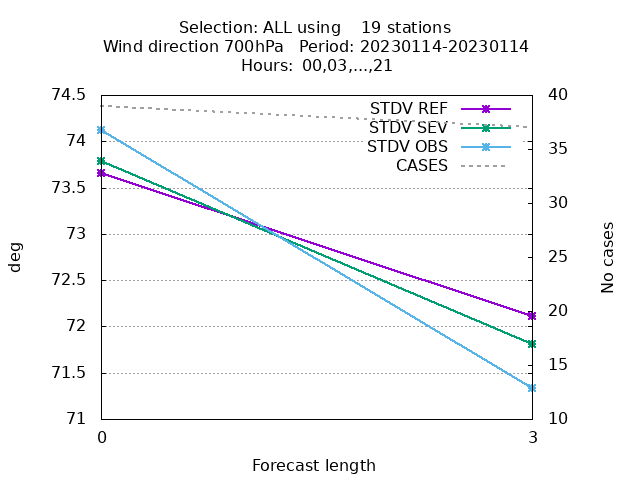 Selection: ALL using    19 stations
Wind direction 700hPa   Period: 20230114-20230114
Hours:  00,03,...,21
74.5
74
73.5
73
72.5
72
71.5
71
deg
STDV REF
STDV SEV
STDV OBS
CASES
40
35
30
25
20
15
10
No cases
0
3
Forecast length